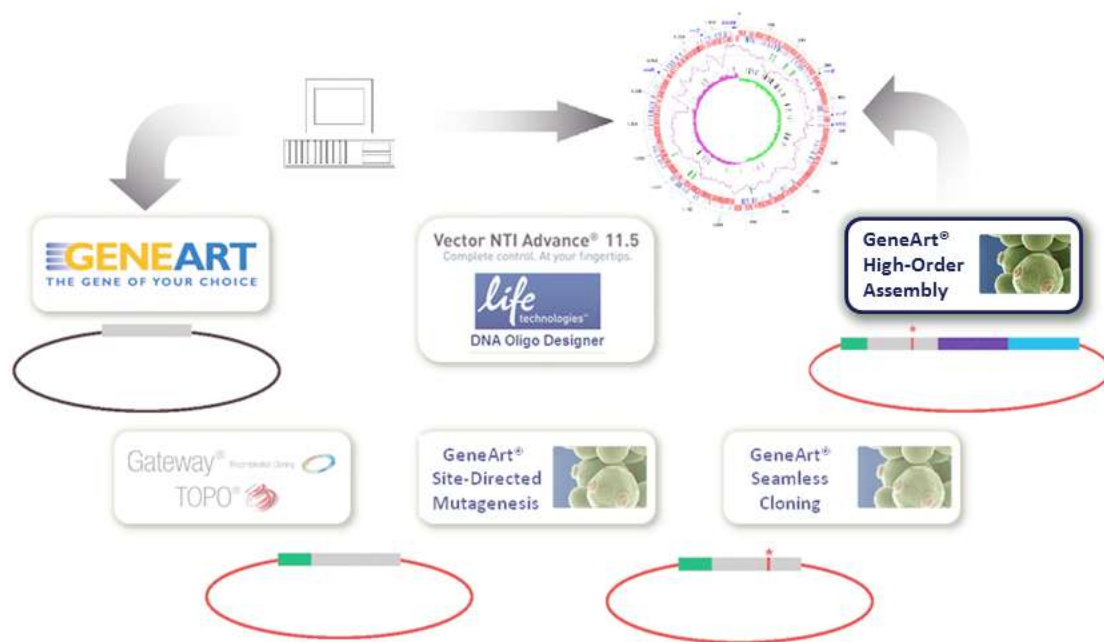 GENEART
THE GENE OF YOUR CHOICE
Vector NTI Advance® 11.5
Complete control. At your fingertips.
life
technologies™
DNA Oligo Designer
GeneArt®
High-Order
Assembly
*
Gateway®
TOPO®
GeneArt®
Site-Directed
Mutagenesis
GeneArt®
Seamless
Cloning
*